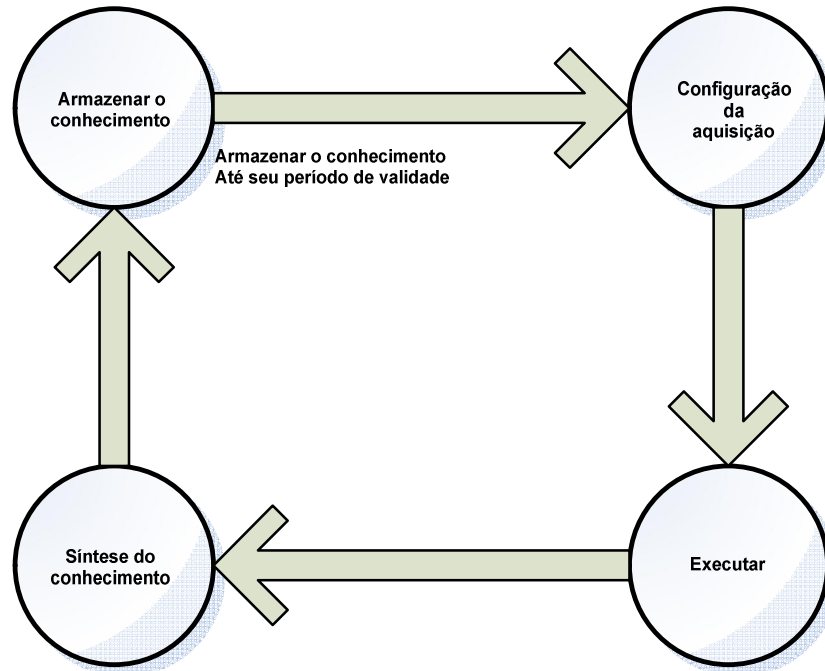 Armazenar o
conhecimento
Configuração
da
aquisição
Armazenar o conhecimento
Até seu período de validade
Síntese do
conhecimento
Executar